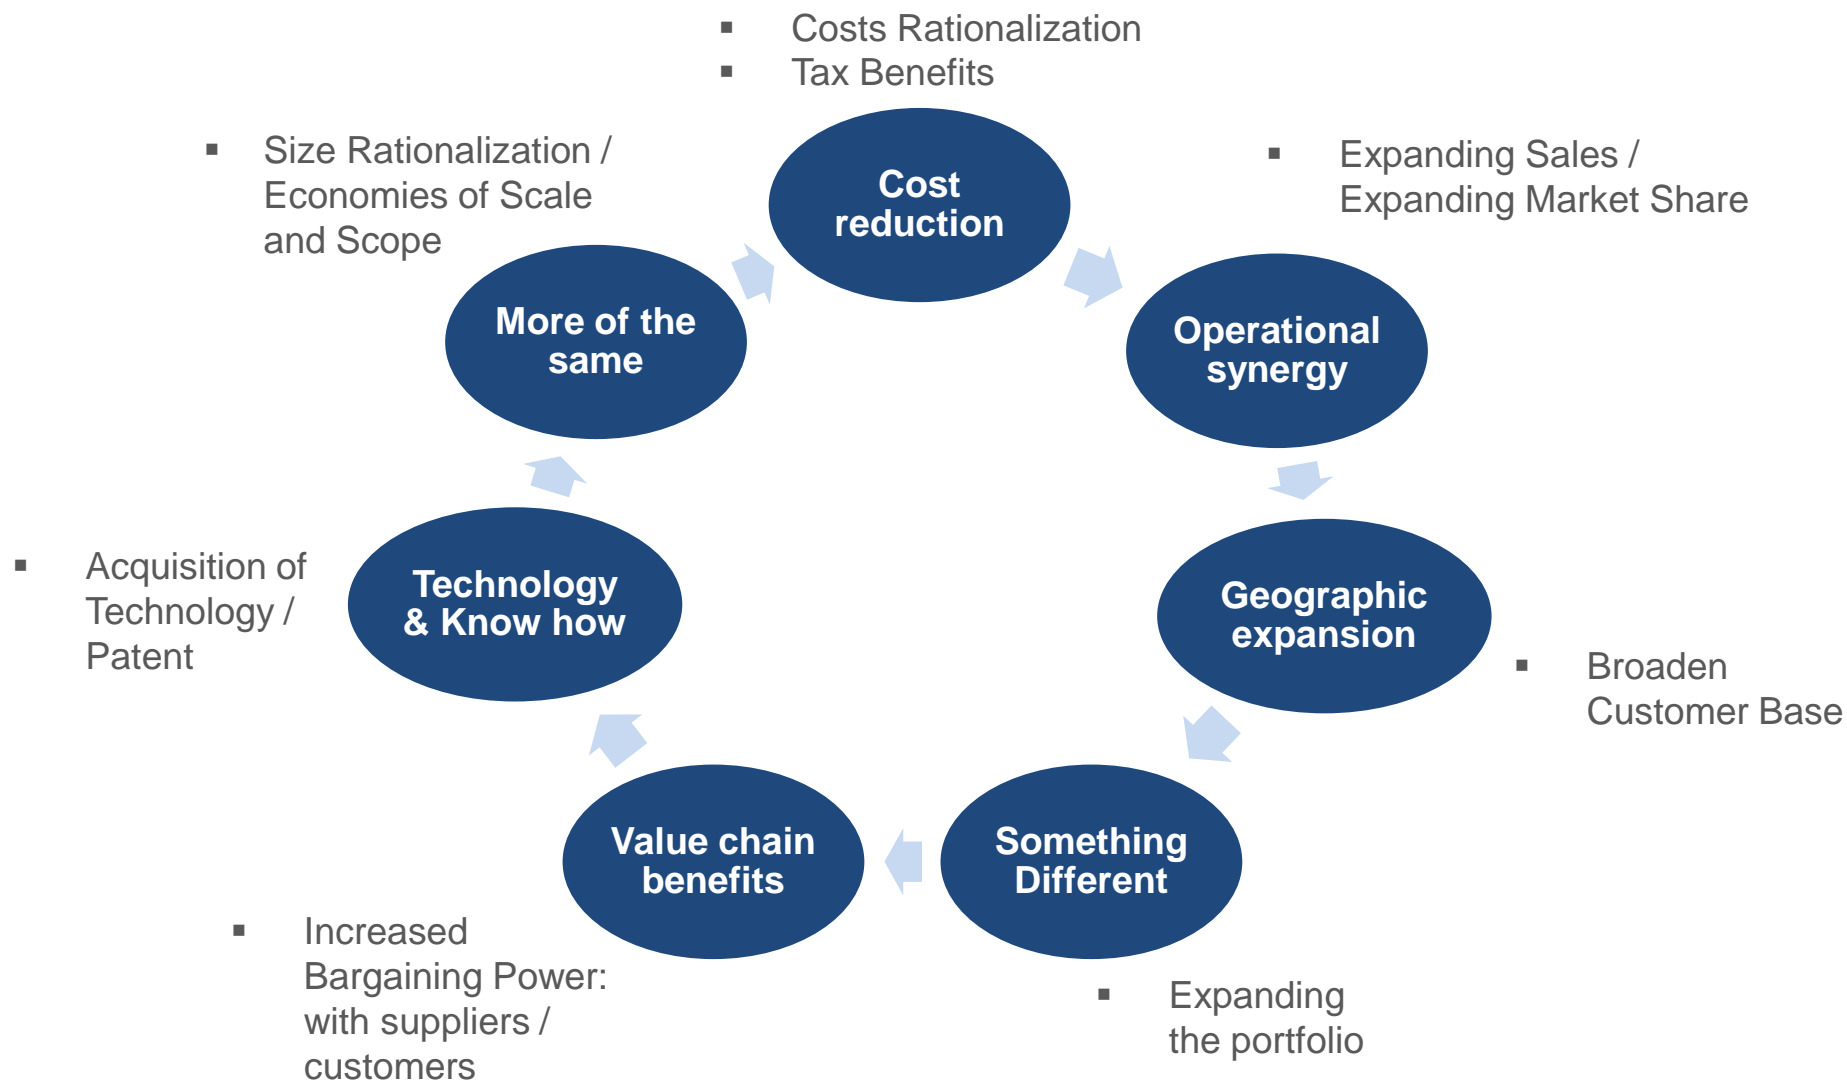 ▪ Costs Rationalization
▪ Tax Benefits
Cost
reduction
▪ Expanding Sales /
Expanding Market Share
Operational
synergy
Geographic
expansion
▪ Broaden
Customer Base
Something
Different
▪ Expanding
the portfolio
Value chain
benefits
▪ Increased
Bargaining Power:
with suppliers /
customers
Technology
& Know how
▪ Acquisition of
Technology /
Patent
More of the
same
▪ Size Rationalization /
Economies of Scale
and Scope